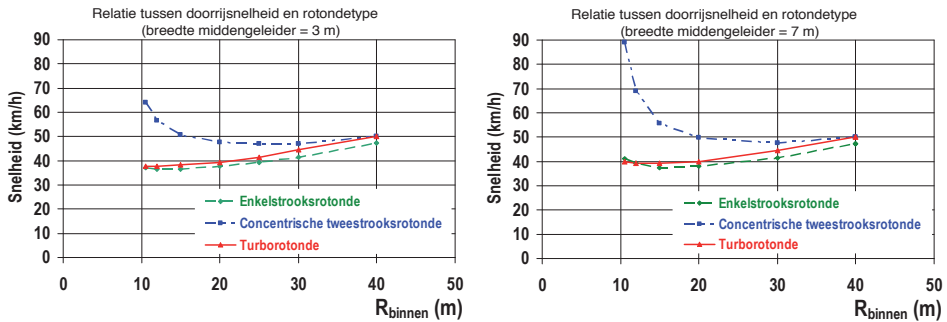 Relatie tussen doorrijsnelheid en rotondetype
(breedte middengeleider = 3 m)
Snelheid (km/h)
90
80
70
60
50
40
30
20
10
0
Enkelstrooksrotonde
Concentrische tweestrooksrotonde
Turborotonde
0 10 20 30 40 50
Rbinnen (m)
Relatie tussen doorrijsnelheid en rotondetype
(breedte middengeleider = 7 m)
Snelheid (km/h)
90
80
70
60
50
40
30
20
10
0
Enkelstrooksrotonde
Concentrische tweestrooksrotonde
Turborotonde
0 10 20 30 40 50
Rbinnen (m)